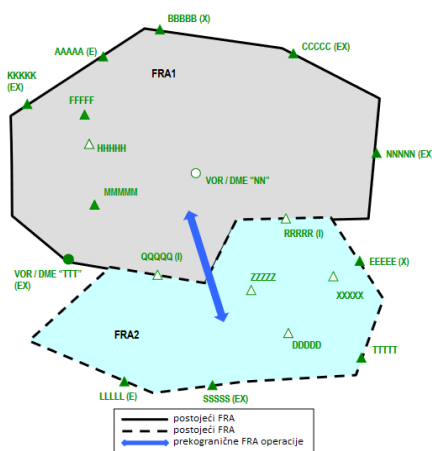 BBBBB (X)
AAAAA (E)
CCCCC (EX)
FRA1
KKKKK
(EX)
FFFFF
HHHHH
NNNNN (EX)
VOR / DME “NN”
MMMMM
RRRRR (I)
QQQQQ (I)
VOR / DME “TTT”
(EX)
EEEEE (X)
ZZZZZ
XXXXX
FRA2
DDDDD
TTTTT
LLLLL (E)
SSSSS (EX)
postojeći FRA
postojeći FRA
prekogranične FRA operacije